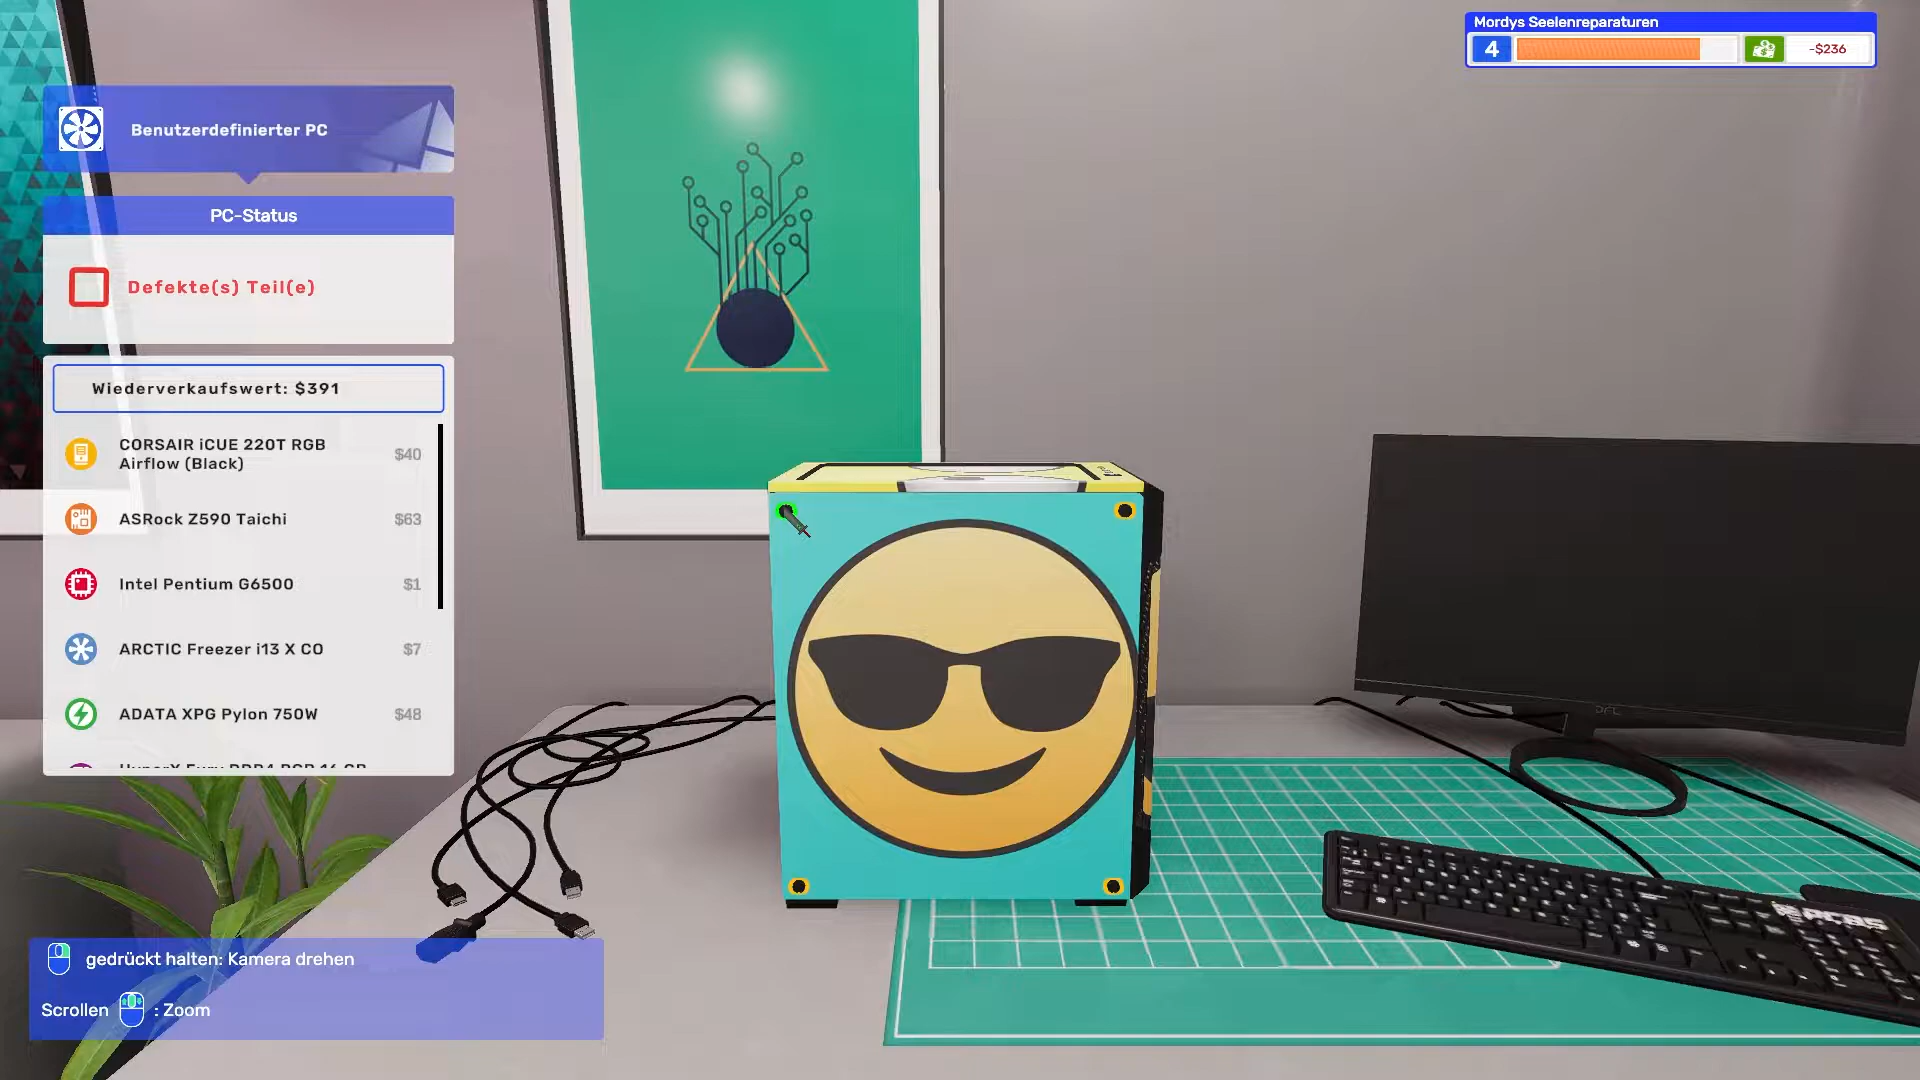 Mordys Seelenreparaturen
4
-$236
Benutzerdefinierter PC
PC-Status
Defekte(s) Teil(e)
Wiederverkaufswert: $391
CORSAIR iCUE 220T RGB
Airflow (Black)
$40
ASRock Z590 Taichi
$63
Intel Pentium G6500
$1
ARCTIC Freezer i13 X CO
$7
ADATA XPG Pylon 750W
$48
gedrückt halten: Kamera drehen
Scrollen : Zoom